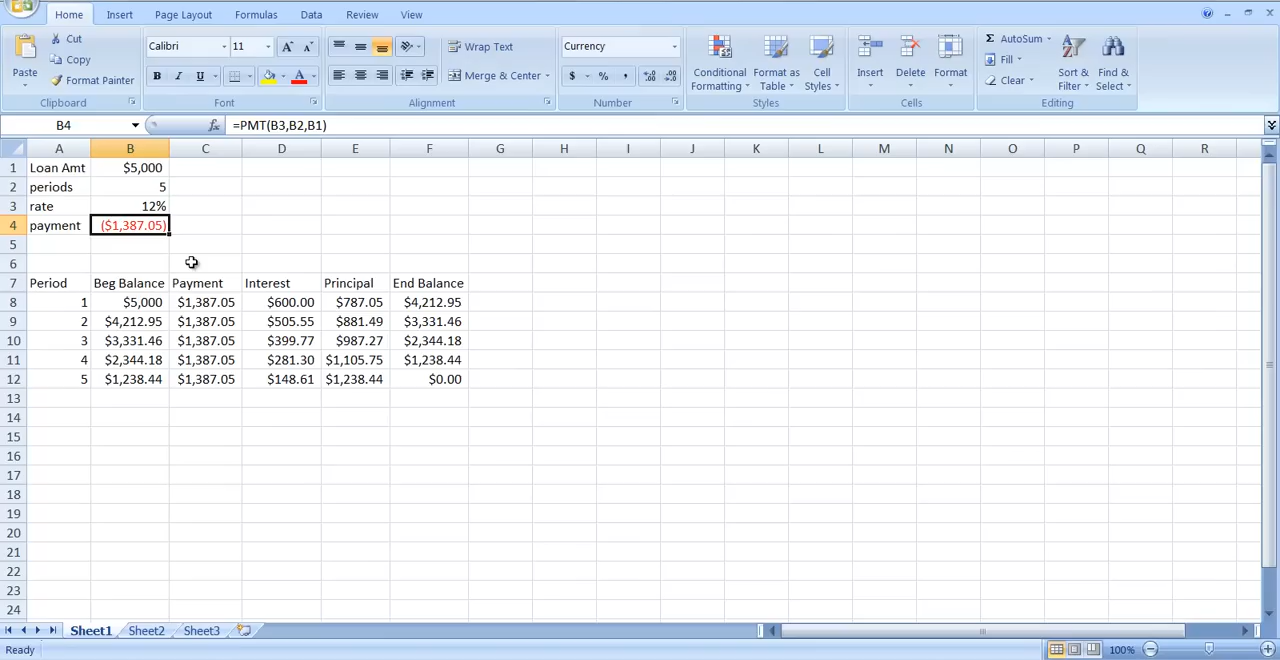 Home Insert Page Layout Formulas Data Review View
Cut
Copy
Format Painter
Paste
Clipboard
Calibri 11 A A
B I U A
Font
Wrap Text
Merge & Center
Alignment
Currency
$ % , .0 .00 .00 .0
Number
Conditional Formatting
Format as Table
Cell Styles
Styles
Insert Delete Format
Cells
Σ AutoSum
Fill
Clear
Sort & Filter
Find & Select
Editing
B4 fx =PMT(B3,B2,B1)
A B C D E F G H I J K L M N O P Q R
1 Loan Amt $5,000
2 periods 5
3 rate 12%
4 payment ($1,387.05)
5
6
7 Period Beg Balance Payment Interest Principal End Balance
8 1 $5,000 $1,387.05 $600.00 $787.05 $4,212.95
9 2 $4,212.95 $1,387.05 $505.55 $881.49 $3,331.46
10 3 $3,331.46 $1,387.05 $399.77 $987.27 $2,344.18
11 4 $2,344.18 $1,387.05 $281.30 $1,105.75 $1,238.44
12 5 $1,238.44 $1,387.05 $148.61 $1,238.44 $0.00
13
14
15
16
17
18
19
20
21
22
23
24
Sheet1 Sheet2 Sheet3
Ready 100%